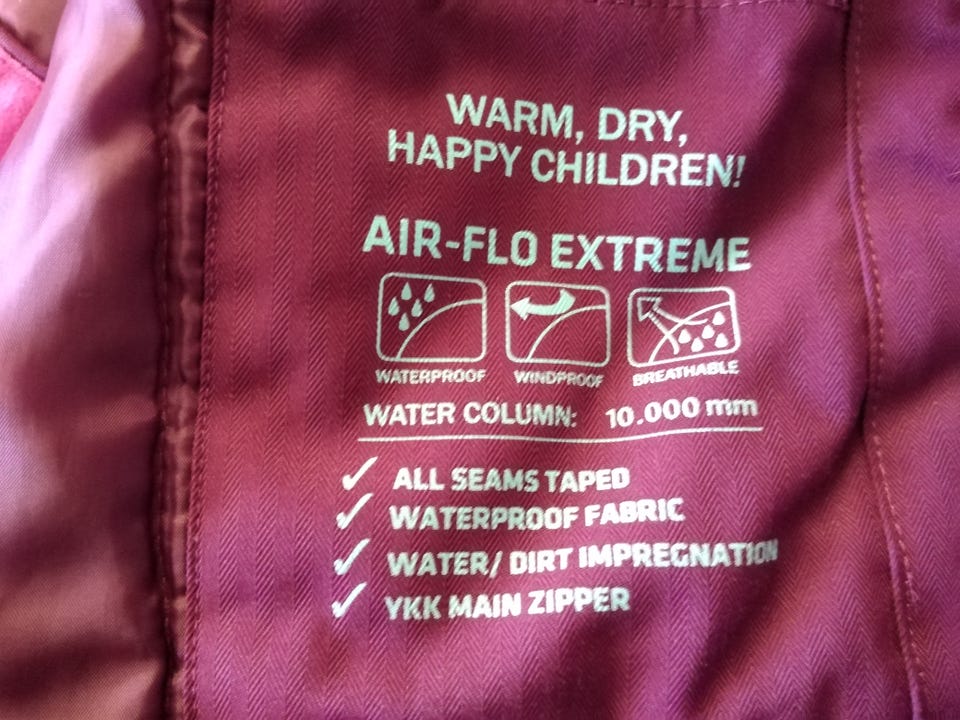 WARM, DRY,
HAPPY CHILDREN!
AIR-FLO EXTREME
WATERPROOF WINDPROOF BREATHABLE
WATER COLUMN: 10.000 mm
✓ ALL SEAMS TAPED
✓ WATERPROOF FABRIC
✓ WATER/ DIRT IMPREGNATION
✓ YKK MAIN ZIPPER